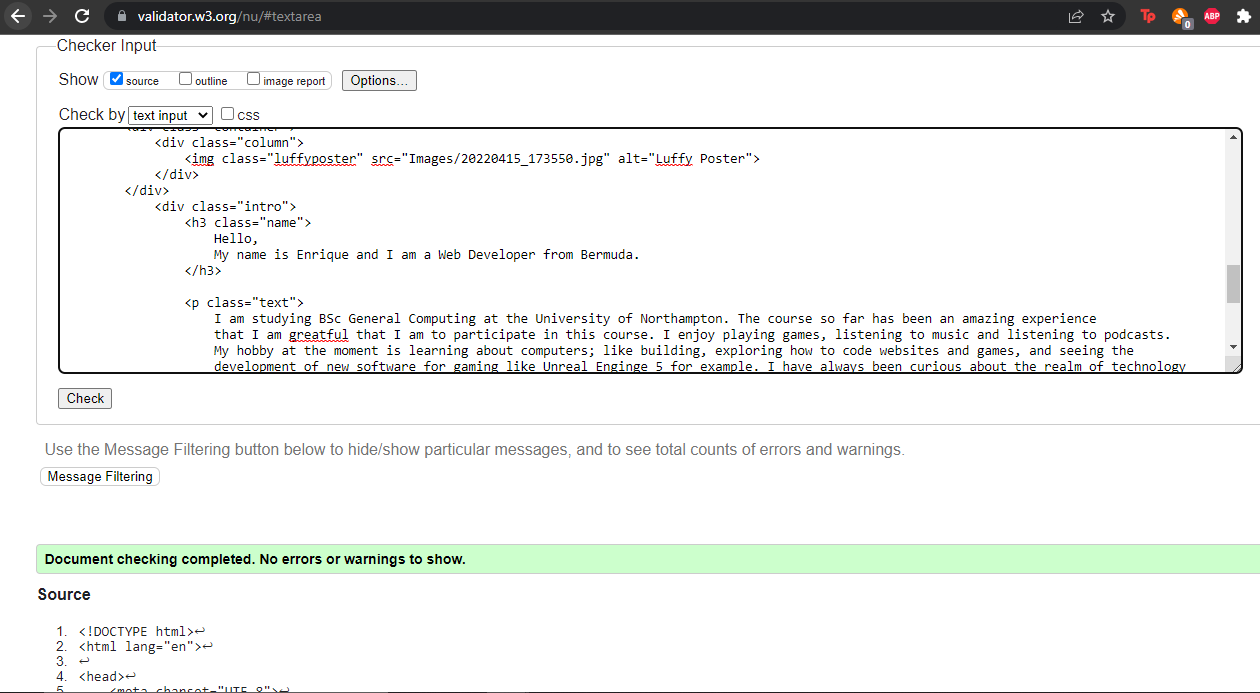 validator.w3.org/nu/#textarea
Tp
0
ABP
Checker Input
Show source outline image report Options...
Check by text input css
<div class="container">
<div class="column">
<img class="luffyposter" src="Images/20220415_173550.jpg" alt="Luffy Poster">
</div>
</div>
<div class="intro">
<h3 class="name">
Hello,
My name is Enrique and I am a Web Developer from Bermuda.
</h3>
<p class="text">
I am studying BSc General Computing at the University of Northampton. The course so far has been an amazing experience
that I am greatful that I am to participate in this course. I enjoy playing games, listening to music and listening to podcasts.
My hobby at the moment is learning about computers; like building, exploring how to code websites and games, and seeing the
development of new software for gaming like Unreal Enginge 5 for example. I have always been curious about the realm of technology
Check
Use the Message Filtering button below to hide/show particular messages, and to see total counts of errors and warnings.
Message Filtering
Document checking completed. No errors or warnings to show.
Source
1. <!DOCTYPE html>↩
2. <html lang="en">↩
3. ↩
4. <head>↩
5. <meta charset="UTF-8">↩